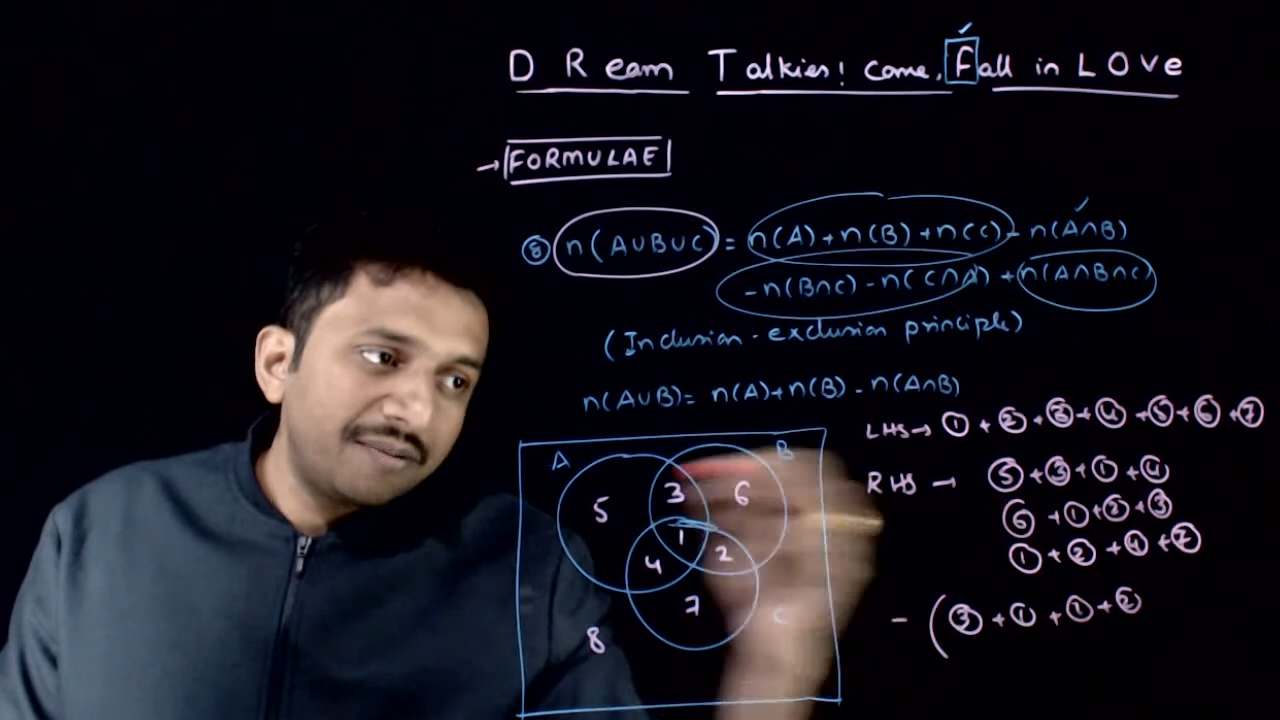 D R eam Talkies! Come, Fall in L O V e
→ FORMULAE
⑧ n(A∪B∪C) = n(A) + n(B) + n(C) - n(A∩B)
- n(B∩C) - n(C∩A) + n(A∩B∩C)
(Inclusion - exclusion principle)
n(A∪B) = n(A) + n(B) - n(A∩B)
LHS → ① + ② + ③ + ④ + ⑤ + ⑥ + ⑦
RHS → ⑤ + ③ + ① + ④
⑥ + ① + ② + ③
① + ② + ④ + ⑦
- (③ + ① + ① + ②
A B
5 3 6
1
4 2
7 C
8